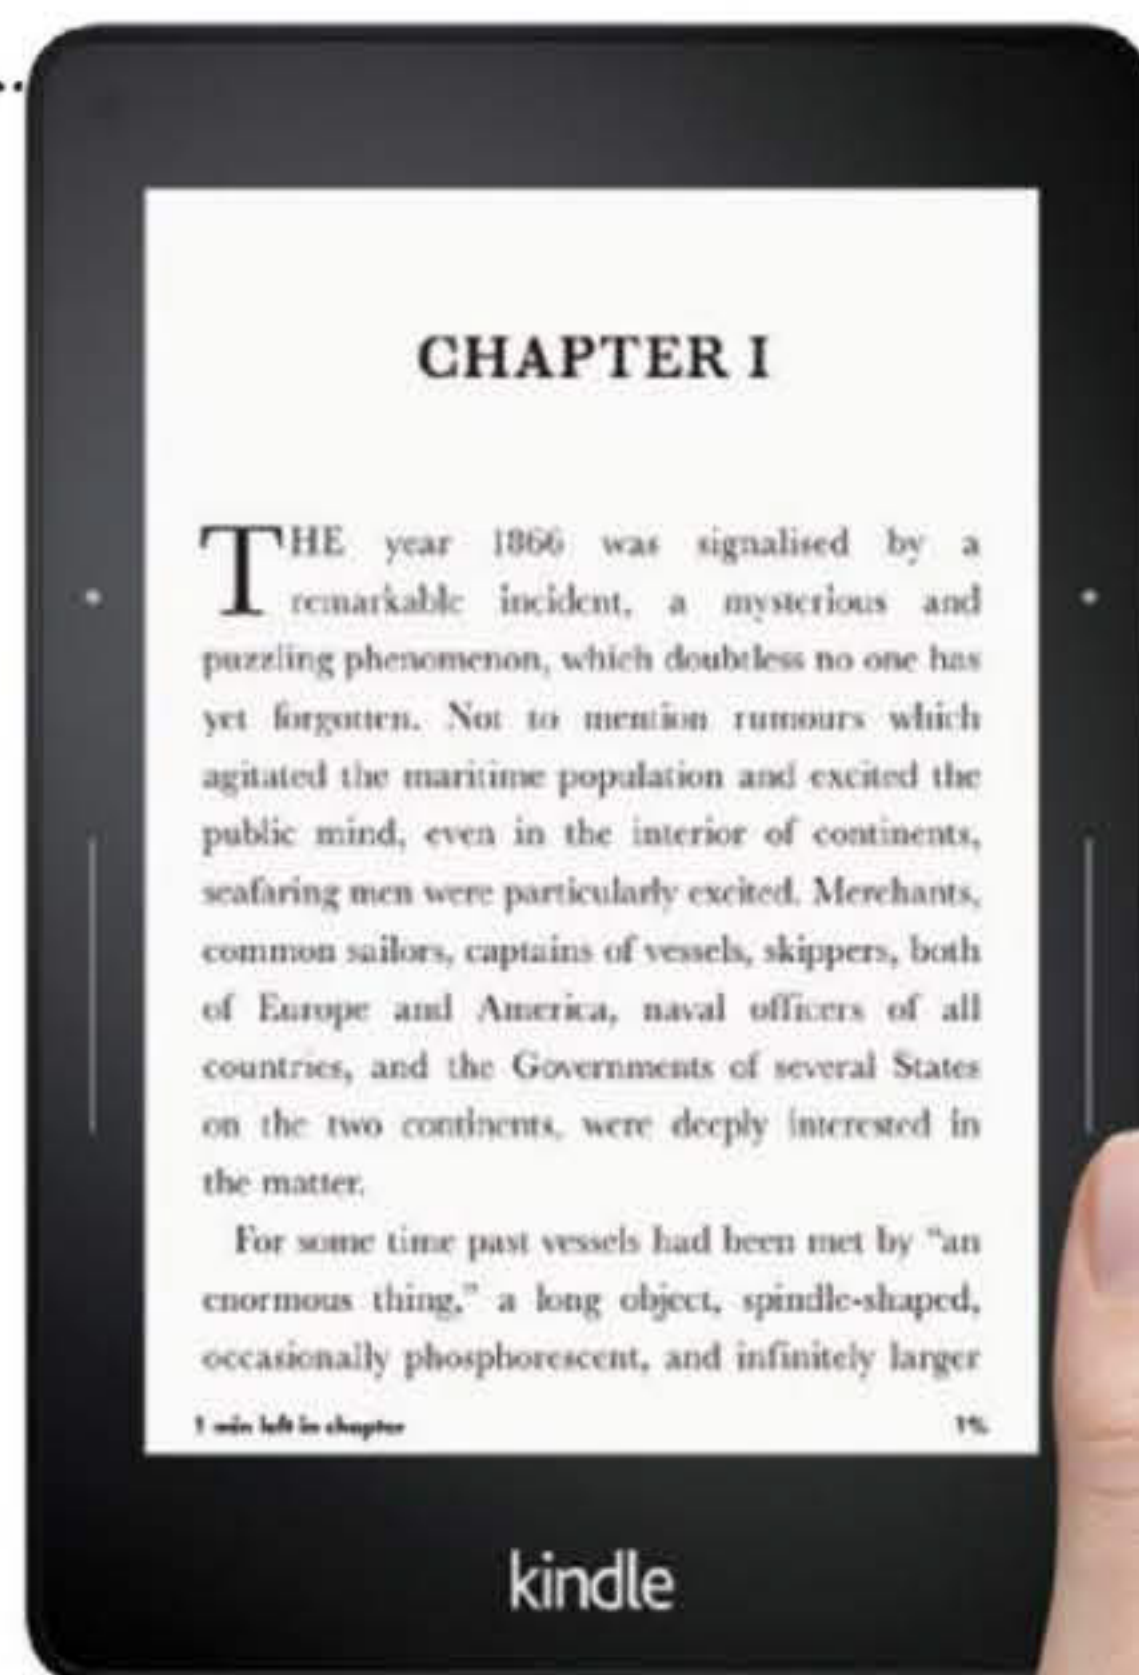 CHAPTER I
THE year 1866 was signalised by a
remarkable incident, a mysterious and
puzzling phenomenon, which doubtless no one has
yet forgotten. Not to mention rumours which
agitated the maritime population and excited the
public mind, even in the interior of continents,
seafaring men were particularly excited. Merchants,
common sailors, captains of vessels, skippers, both
of Europe and America, naval officers of all
countries, and the Governments of several States
on the two continents, were deeply interested in
the matter.
For some time past vessels had been met by “an
enormous thing,” a long object, spindle-shaped,
occasionally phosphorescent, and infinitely larger
1 min left in chapter 1%
kindle